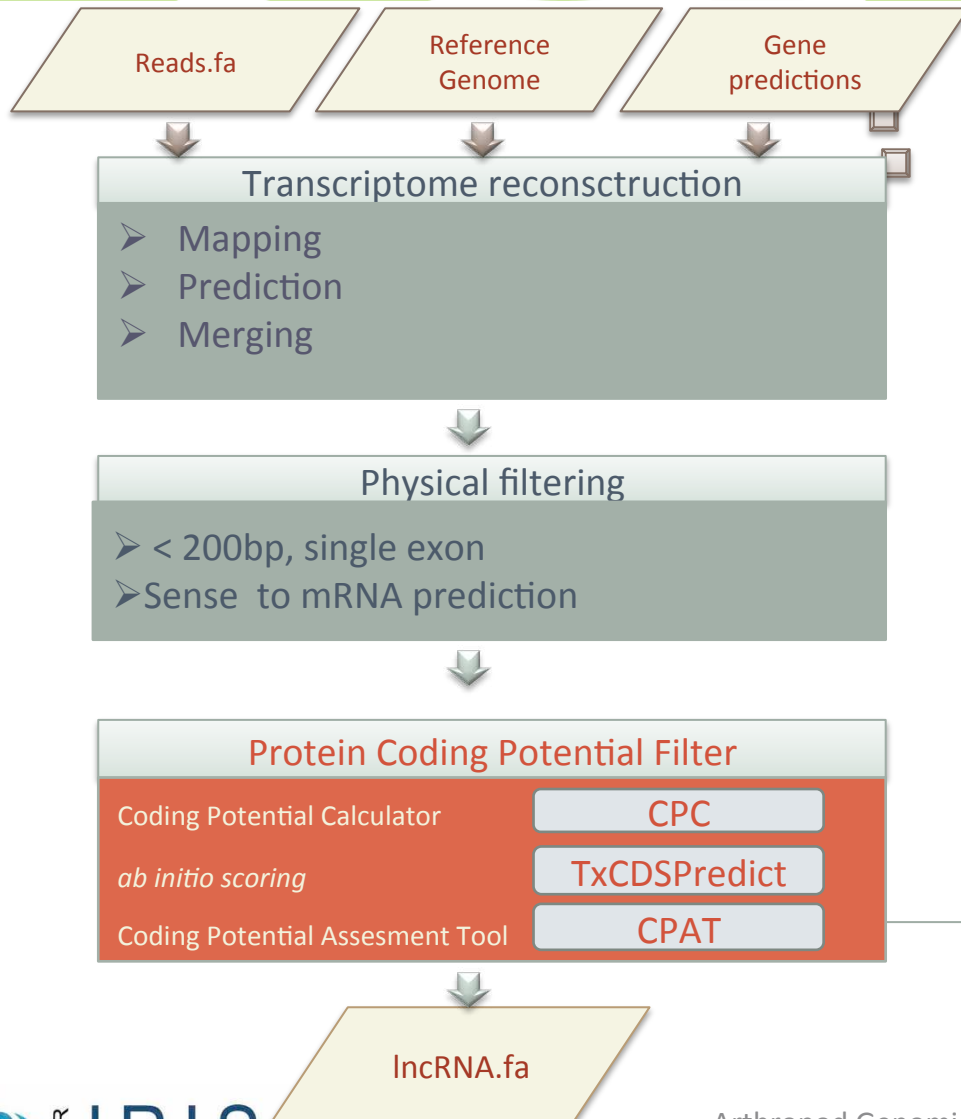 Reads.fa
Reference
Genome
Gene
predictions
Transcriptome reconsctruction
➢ Mapping
➢ Prediction
➢ Merging
Physical filtering
➢ < 200bp, single exon
➢Sense to mRNA prediction
Protein Coding Potential Filter
Coding Potential Calculator CPC
ab initio scoring TxCDSPredict
Coding Potential Assesment Tool CPAT
lncRNA.fa